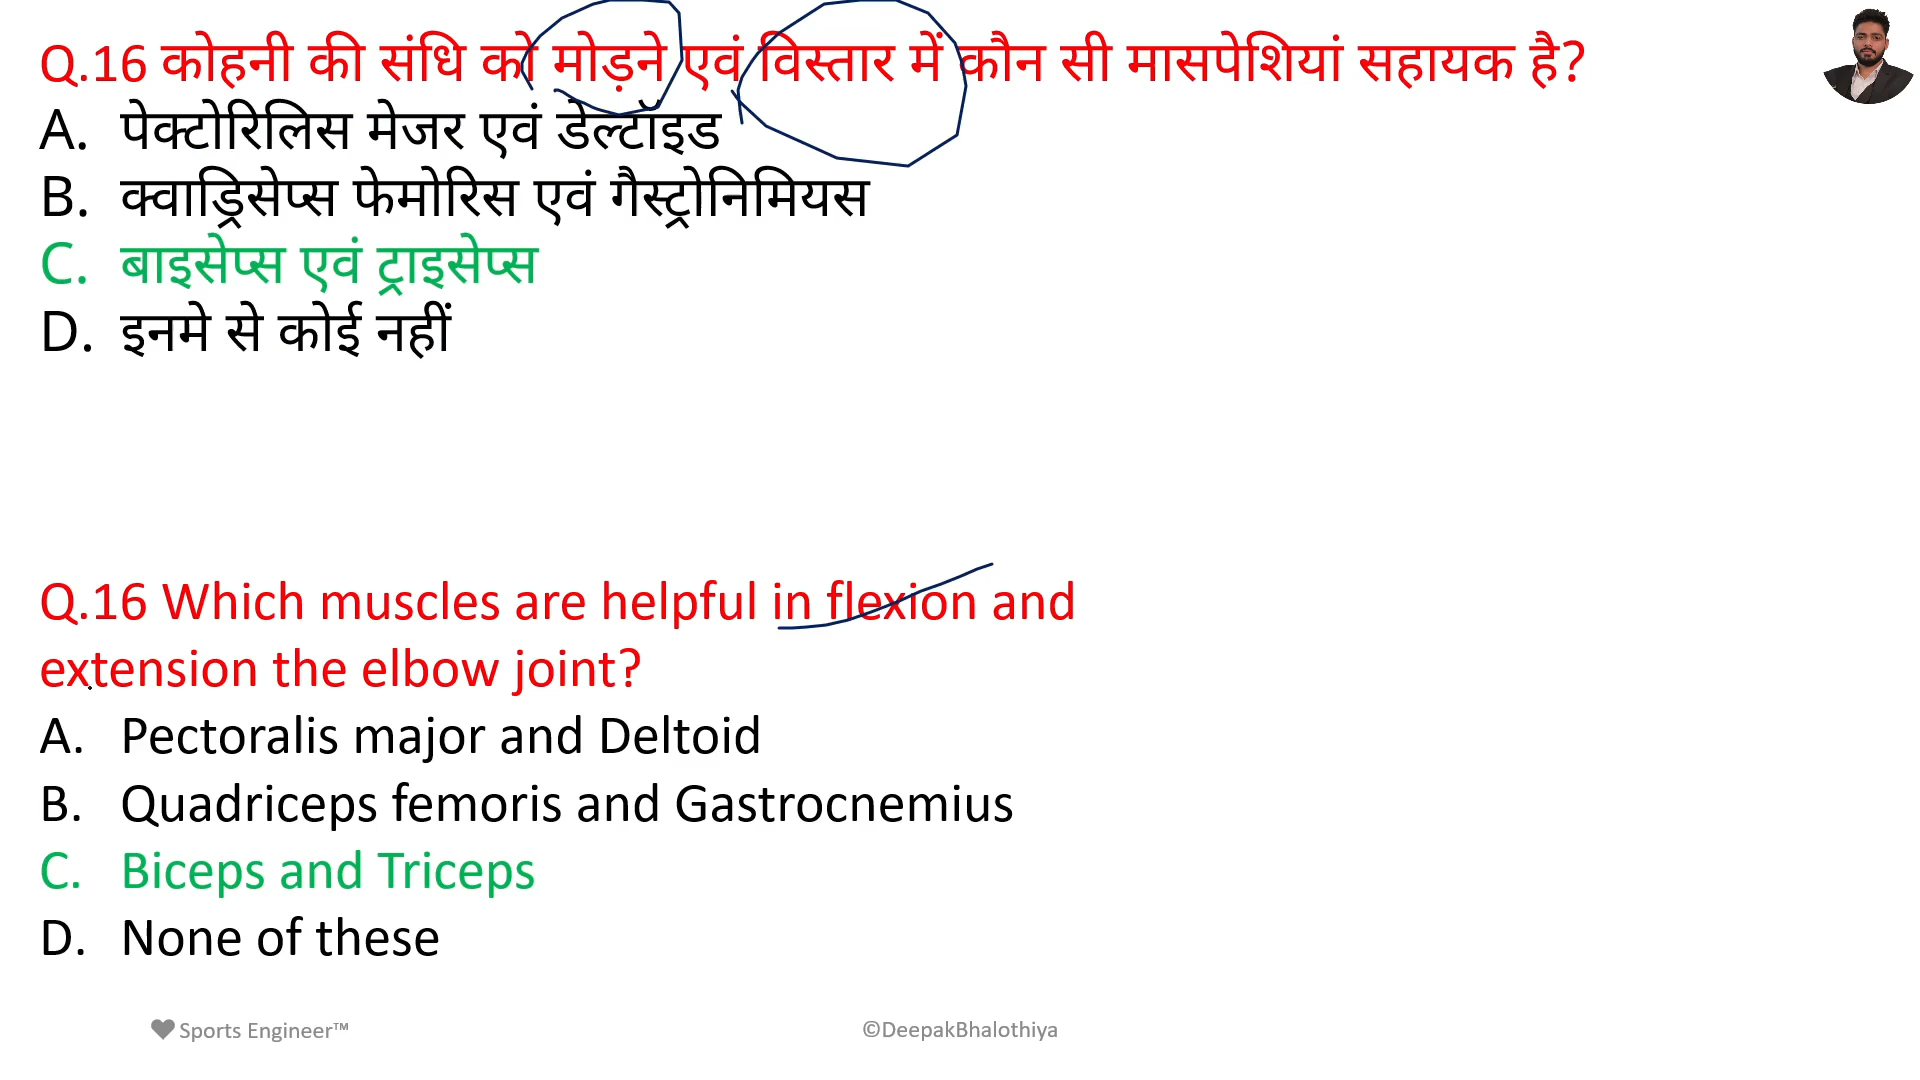 Q.16 कोहनी की संधि को मोड़ने एवं विस्तार में कौन सी मासपेशियां सहायक है?
A. पेक्टोरिलिस मेजर एवं डेल्टॉइड
B. क्वाड्रिसेप्स फेमोरिस एवं गैस्ट्रोनिमियस
C. बाइसेप्स एवं ट्राइसेप्स
D. इनमे से कोई नहीं
Q.16 Which muscles are helpful in flexion and
extension the elbow joint?
A. Pectoralis major and Deltoid
B. Quadriceps femoris and Gastrocnemius
C. Biceps and Triceps
D. None of these
Sports Engineer™
©DeepakBhalothiya